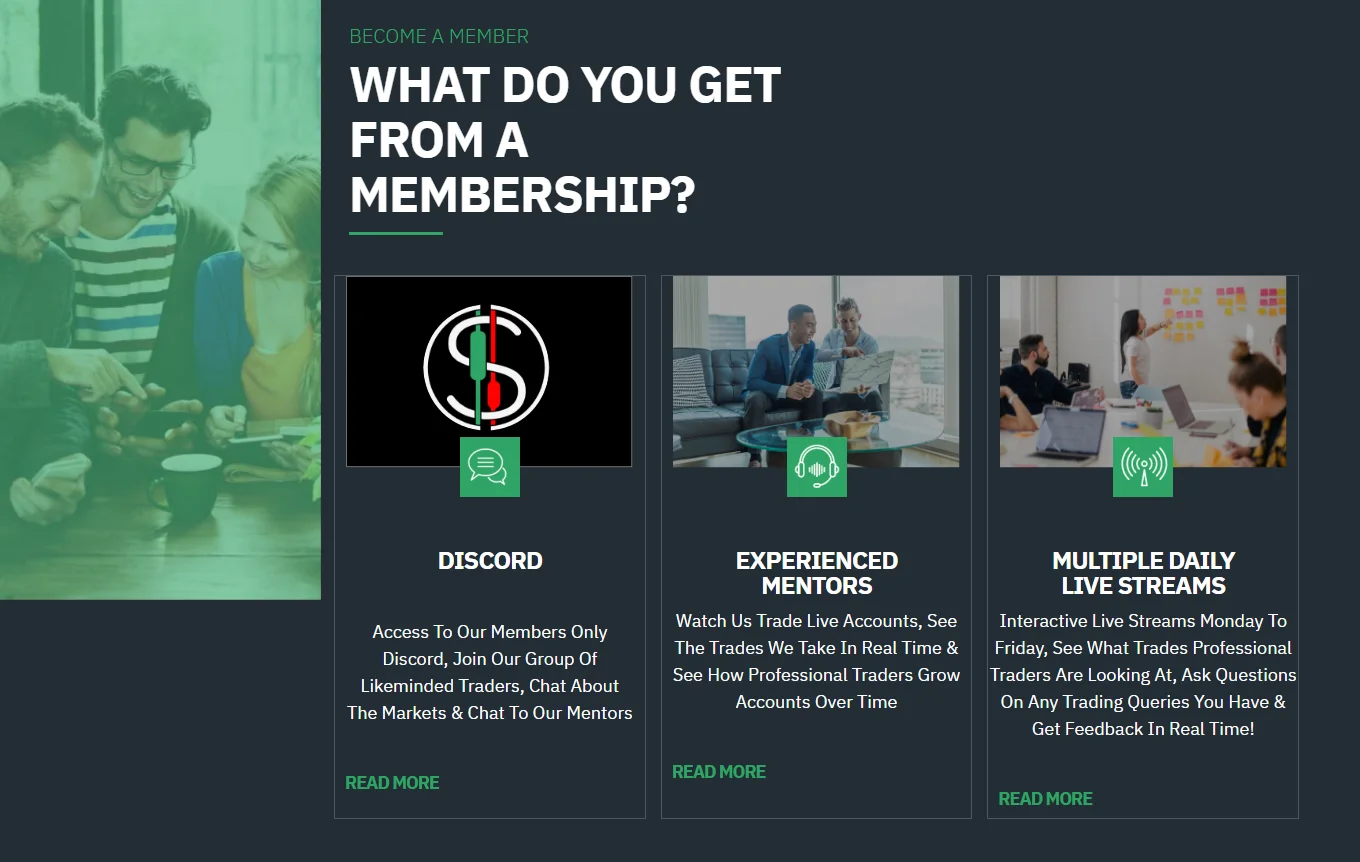 BECOME A MEMBER
WHAT DO YOU GET
FROM A
MEMBERSHIP?
DISCORD
Access To Our Members Only
Discord, Join Our Group Of
Likeminded Traders, Chat About
The Markets & Chat To Our Mentors
READ MORE
EXPERIENCED
MENTORS
Watch Us Trade Live Accounts, See
The Trades We Take In Real Time &
See How Professional Traders Grow
Accounts Over Time
READ MORE
MULTIPLE DAILY
LIVE STREAMS
Interactive Live Streams Monday To
Friday, See What Trades Professional
Traders Are Looking At, Ask Questions
On Any Trading Queries You Have &
Get Feedback In Real Time!
READ MORE